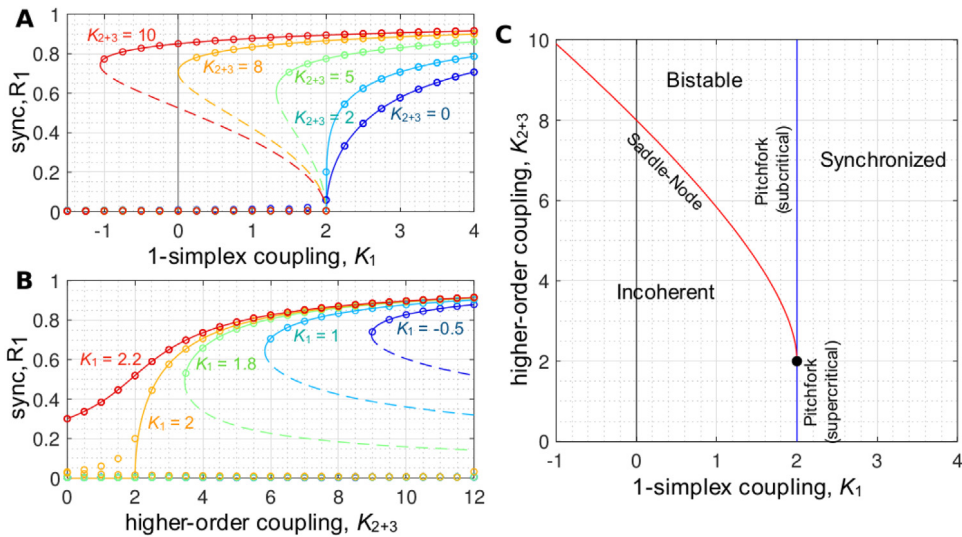 A
K2+3 = 10
K2+3 = 8
K2+3 = 5
K2+3 = 2
K2+3 = 0
sync, R1
1
0.8
0.6
0.4
0.2
0
-1 0 1 2 3 4
1-simplex coupling, K1
B
K1 = 2.2
K1 = 2
K1 = 1.8
K1 = 1
K1 = -0.5
sync, R1
1
0.8
0.6
0.4
0.2
0
0 2 4 6 8 10 12
higher-order coupling, K2+3
C
10
8
6
4
2
0
higher-order coupling, K2+3
Bistable
Saddle-Node
Pitchfork
(subcritical)
Synchronized
Incoherent
Pitchfork
(supercritical)
-1 0 1 2 3 4
1-simplex coupling, K1